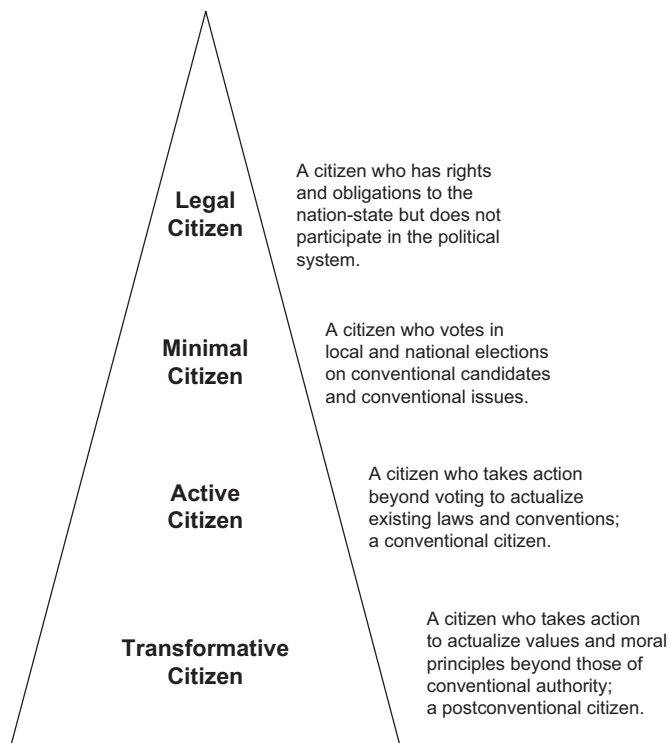 Legal
Citizen
A citizen who has rights
and obligations to the
nation-state but does not
participate in the political
system.
Minimal
Citizen
A citizen who votes in
local and national elections
on conventional candidates
and conventional issues.
Active
Citizen
A citizen who takes action
beyond voting to actualize
existing laws and conventions;
a conventional citizen.
Transformative
Citizen
A citizen who takes action
to actualize values and moral
principles beyond those of
conventional authority;
a postconventional citizen.